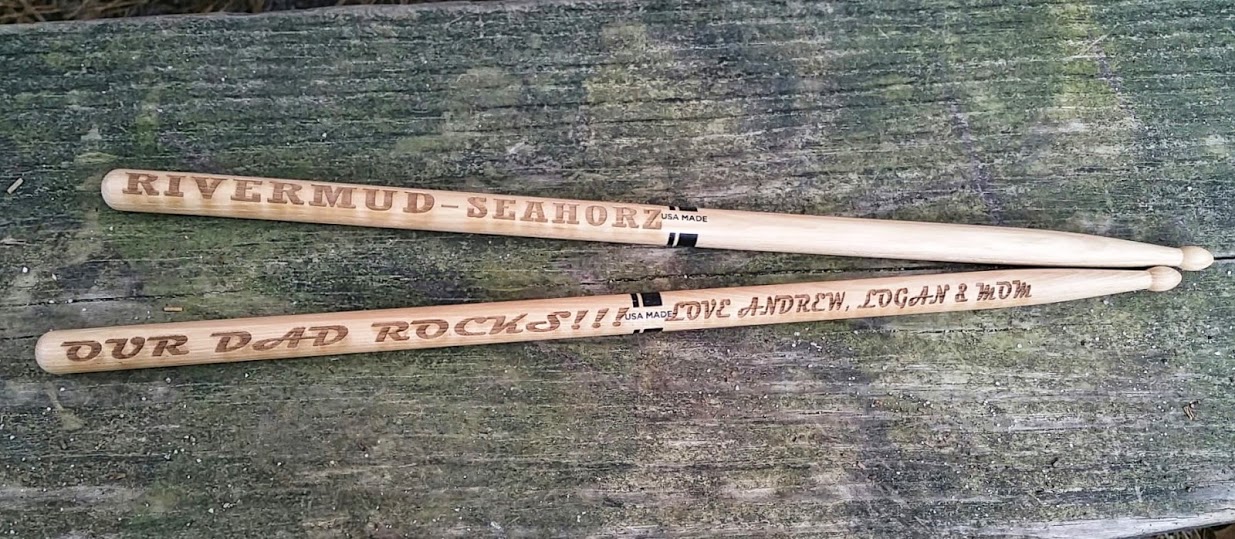 RIVERMUD-SEAHORZ USA MADE
OUR DAD ROCKS!!! USA MADE LOVE ANDREW, LOGAN & MOM